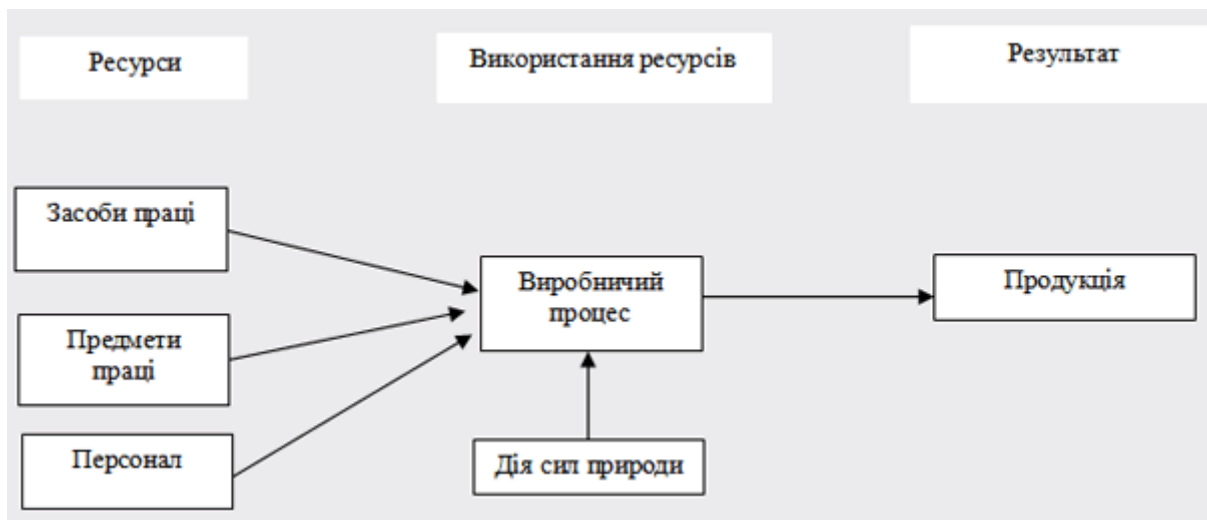 Ресурси
Використання ресурсів
Результат
Засоби праці
Предмети
праці
Персонал
Виробничий
процес
Дія сил природи
Продукція